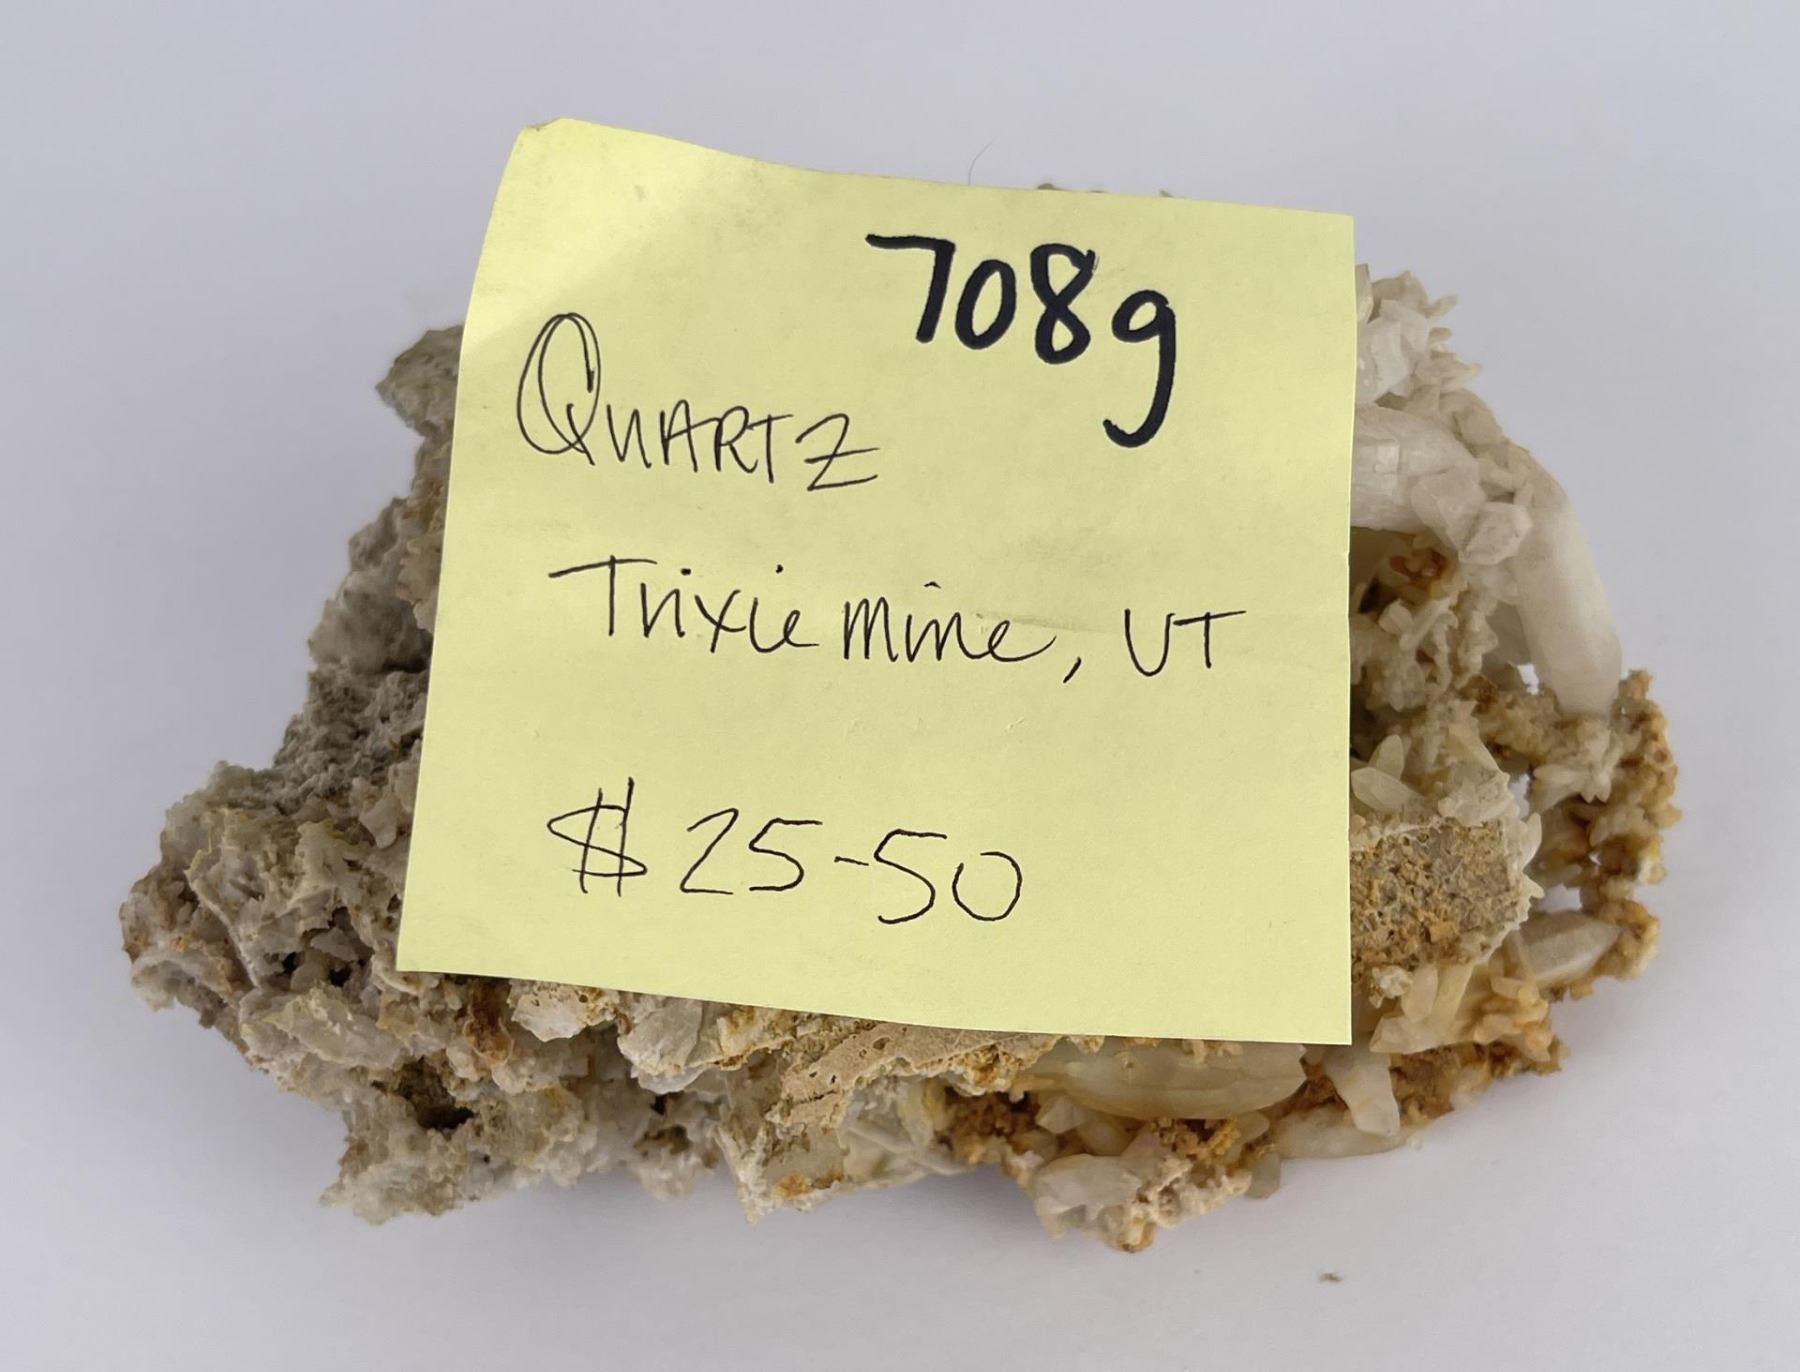 708g
Quartz
Trixie Mine, UT
$25-50